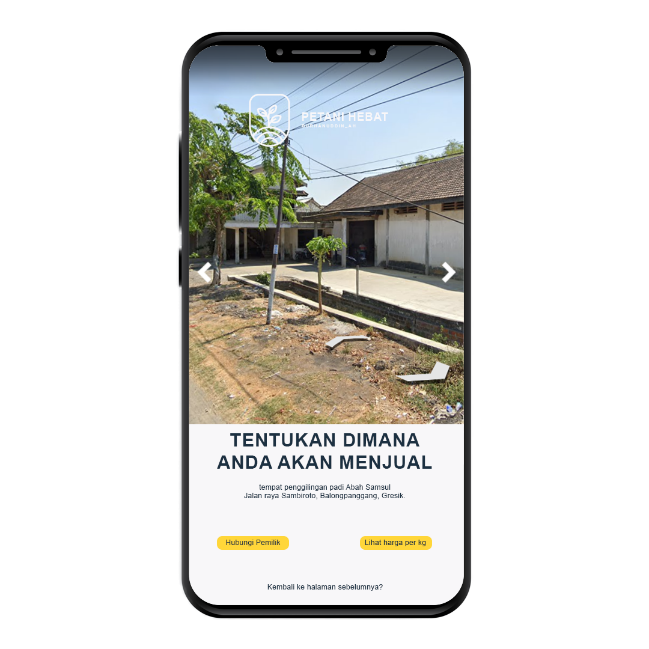 PETANI HEBAT
TENTUKAN DIMANA
ANDA AKAN MENJUAL
tempat penggilingan padi Abah Samsul
Jalan raya Sambiroto, Balongpanggang, Gresik.
Hubungi Pemilik
Lihat harga per kg
Kembali ke halaman sebelumnya?